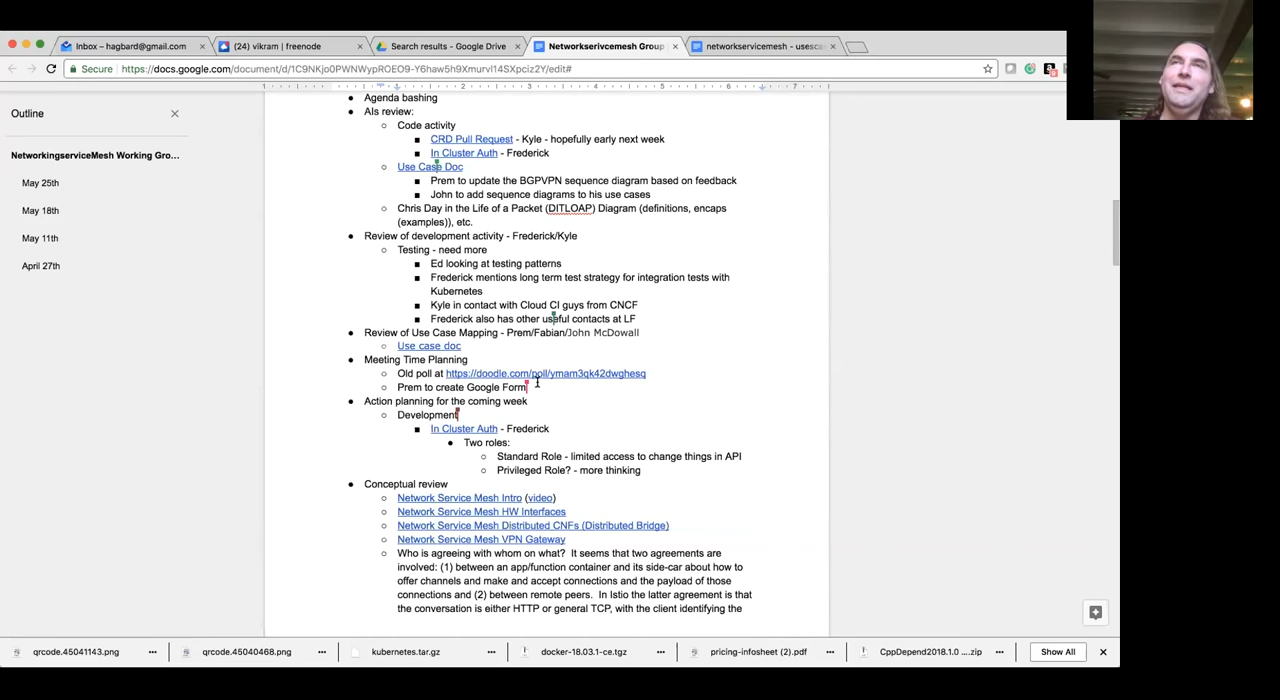 Inbox – hagbard@gmail.com
(24) vikram | freenode
Search results - Google Drive
Networkserivcemesh Group
networkservicemesh - usesca
Secure https://docs.google.com/document/d/1C9NKjo0PWNWypROEO9-Y6haw5h9Xmurvl14SXpciz2Y/edit#
1 2 3 4 5 6 7
Outline
NetworkingserviceMesh Working Gro...
May 25th
May 18th
May 11th
April 27th
Agenda bashing
AIs review:
Code activity
CRD Pull Request - Kyle - hopefully early next week
In Cluster Auth - Frederick
Use Case Doc
Prem to update the BGPVPN sequence diagram based on feedback
John to add sequence diagrams to his use cases
Chris Day in the Life of a Packet (DITLOAP) Diagram (definitions, encaps
(examples)), etc.
Review of development activity - Frederick/Kyle
Testing - need more
Ed looking at testing patterns
Frederick mentions long term test strategy for integration tests with
Kubernetes
Kyle in contact with Cloud CI guys from CNCF
Frederick also has other useful contacts at LF
Review of Use Case Mapping - Prem/Fabian/John McDowall
Use case doc
Meeting Time Planning
Old poll at https://doodle.com/poll/ymam3qk42dwghesq
Prem to create Google Form
Action planning for the coming week
Development
In Cluster Auth - Frederick
Two roles:
Standard Role - limited access to change things in API
Privileged Role? - more thinking
Conceptual review
Network Service Mesh Intro (video)
Network Service Mesh HW Interfaces
Network Service Mesh Distributed CNFs (Distributed Bridge)
Network Service Mesh VPN Gateway
Who is agreeing with whom on what? It seems that two agreements are
involved: (1) between an app/function container and its side-car about how to
offer channels and make and accept connections and the payload of those
connections and (2) between remote peers. In Istio the latter agreement is that
the conversation is either HTTP or general TCP, with the client identifying the
qrcode.45041143.png
qrcode.45040468.png
kubernetes.tar.gz
docker-18.03.1-ce.tgz
pricing-infosheet (2).pdf
CppDepend2018.1.0 ....zip
Show All